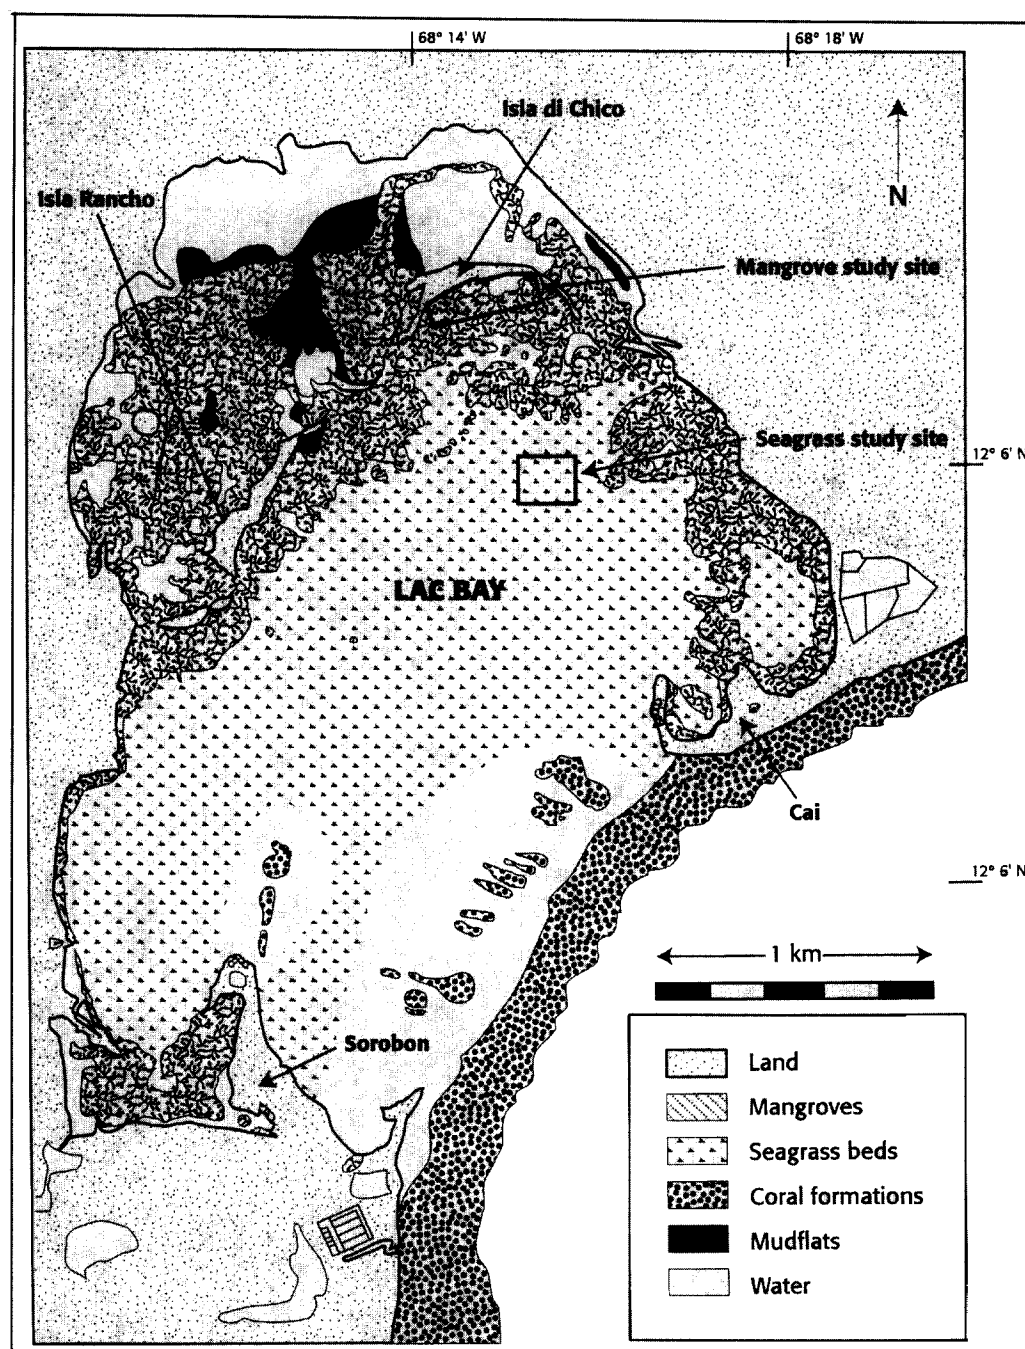 68° 14' W
68° 18' W
Isla di Chico
N
Isla Rancho
Mangrove study site
Seagrass study site
12° 6' N
LAC BAY
Cai
12° 6' N
1 km
Sorobon
Land
Mangroves
Seagrass beds
Coral formations
Mudflats
Water